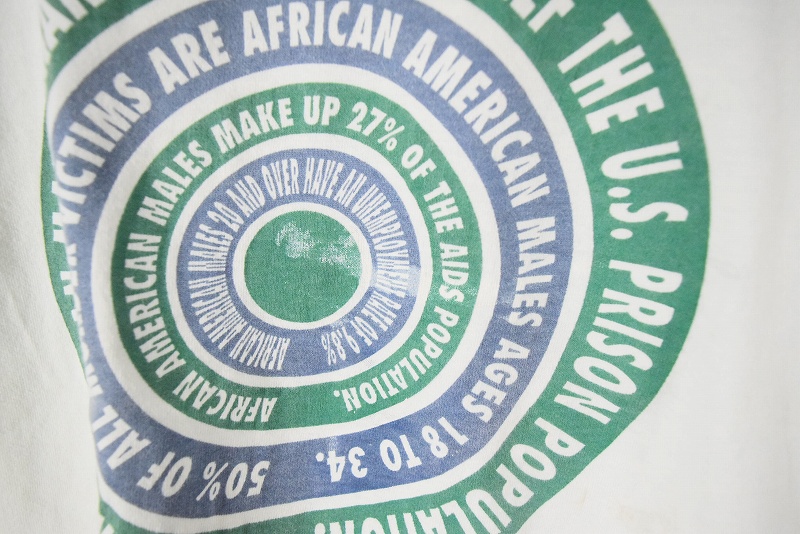 THE U.S. PRISON POPULATION.
50% OF ALL VICTIMS ARE AFRICAN AMERICAN MALES AGES 18 TO 34.
AFRICAN AMERICAN MALES MAKE UP 27% OF THE AIDS POPULATION.
AFRICAN AMERICAN MALES 20 AND OVER HAVE AN UNEMPLOYMENT RATE OF 9.8%